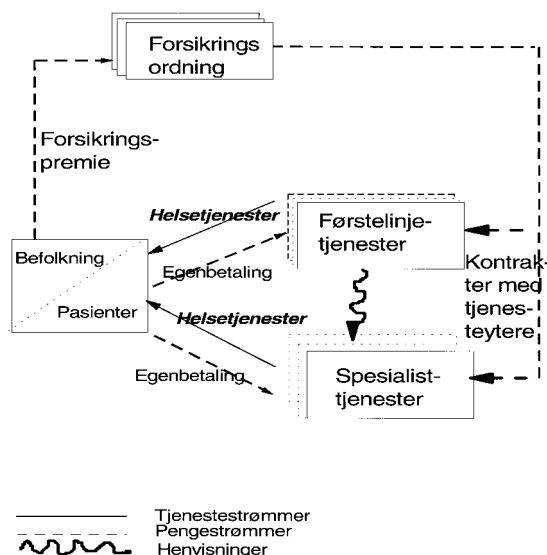 Forsikrings
ordning
Forsikrings-
premie
Helsetjenester
Førstelinje-
tjenester
Befolkning
Egenbetaling
Pasienter
Helsetjenester
Kontrak-
ter med
tjenes-
teytere
Egenbetaling
Spesialist-
tjenester
Tjenestestrømmer
Pengestrømmer
Henvisninger